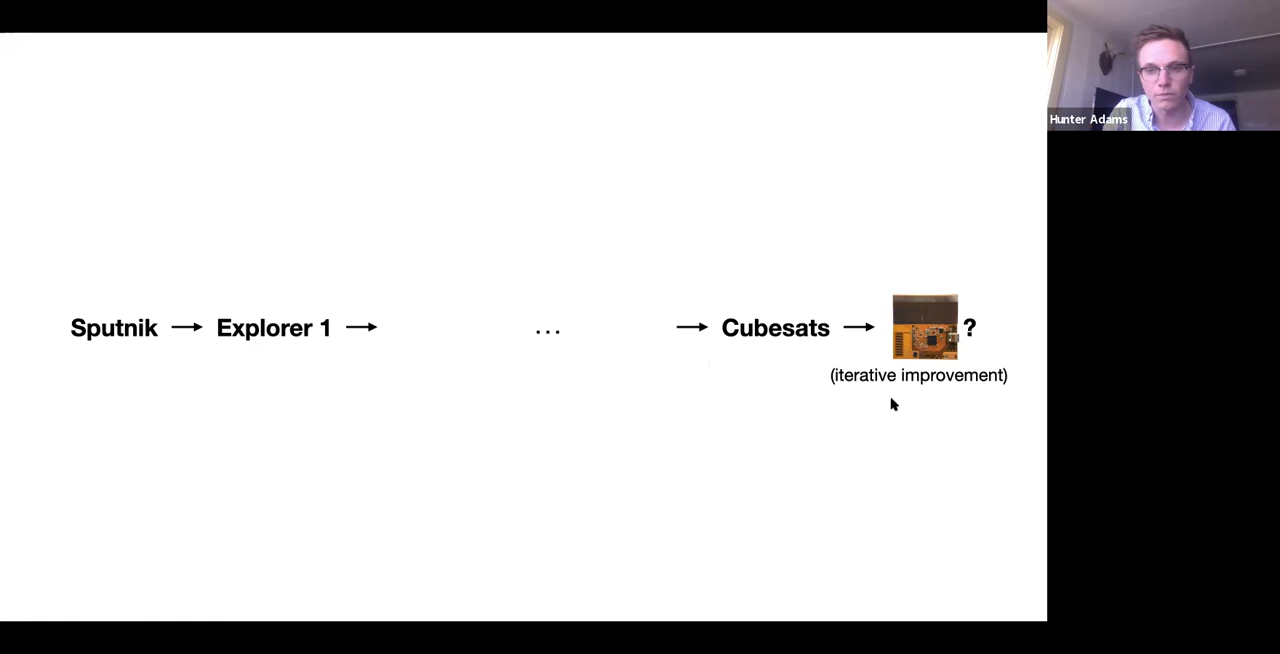 Hunter Adams
Sputnik → Explorer 1 → ... → Cubesats → ?
(iterative improvement)